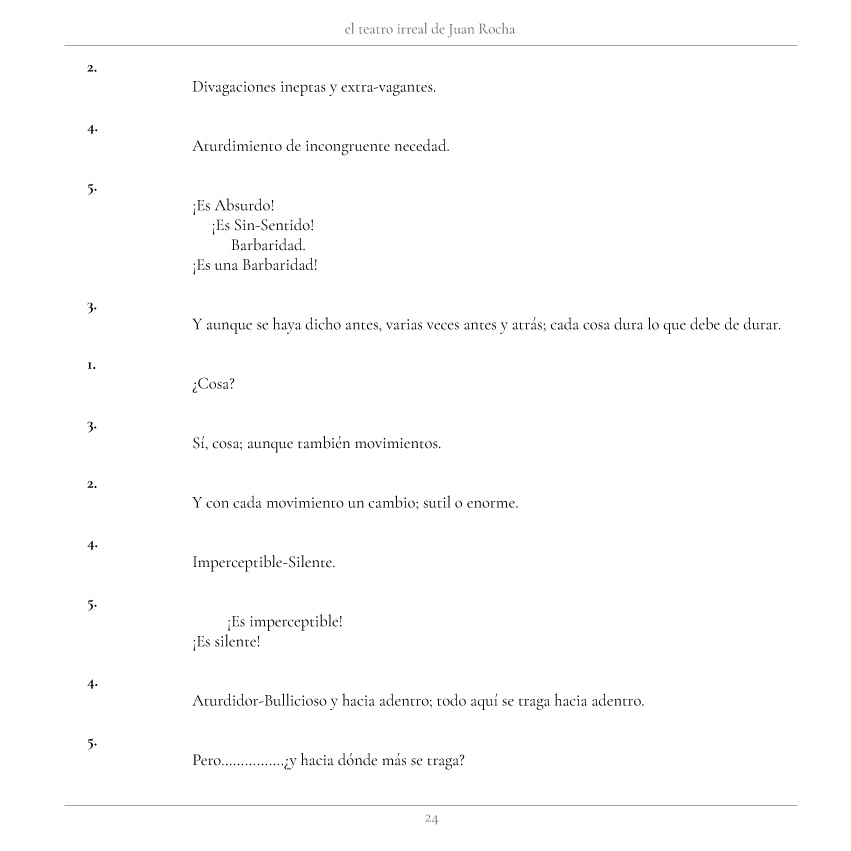 el teatro irreal de Juan Rocha
2.
Divagaciones ineptas y extra-vagantes.
4.
Aturdimiento de incongruente necedad.
5.
¡Es Absurdo!
¡Es Sin-Sentido!
Barbaridad.
¡Es una Barbaridad!
3.
Y aunque se haya dicho antes, varias veces antes y atrás; cada cosa dura lo que debe de durar.
1.
¿Cosa?
3.
Sí, cosa; aunque también movimientos.
2.
Y con cada movimiento un cambio; sutil o enorme.
4.
Imperceptible-Silente.
5.
¡Es imperceptible!
¡Es silente!
4.
Aturdidor-Bullicioso y hacia adentro; todo aquí se traga hacia adentro.
5.
Pero................¿y hacia dónde más se traga?
24